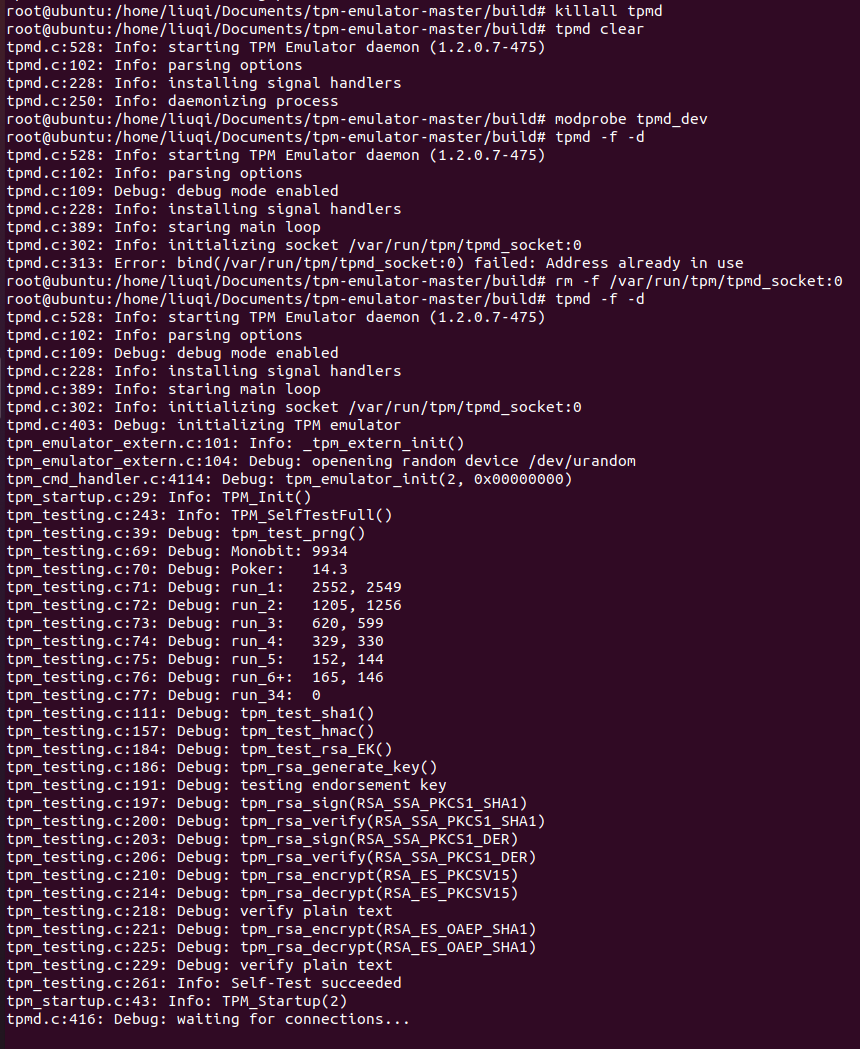 root@ubuntu:/home/liuqi/Documents/tpm-emulator-master/build# killall tpmd
root@ubuntu:/home/liuqi/Documents/tpm-emulator-master/build# tpmd clear
tpmd.c:528: Info: starting TPM Emulator daemon (1.2.0.7-475)
tpmd.c:102: Info: parsing options
tpmd.c:228: Info: installing signal handlers
tpmd.c:250: Info: daemonizing process
root@ubuntu:/home/liuqi/Documents/tpm-emulator-master/build# modprobe tpmd_dev
root@ubuntu:/home/liuqi/Documents/tpm-emulator-master/build# tpmd -f -d
tpmd.c:528: Info: starting TPM Emulator daemon (1.2.0.7-475)
tpmd.c:102: Info: parsing options
tpmd.c:109: Debug: debug mode enabled
tpmd.c:228: Info: installing signal handlers
tpmd.c:389: Info: staring main loop
tpmd.c:302: Info: initializing socket /var/run/tpm/tpmd_socket:0
tpmd.c:313: Error: bind(/var/run/tpm/tpmd_socket:0) failed: Address already in use
root@ubuntu:/home/liuqi/Documents/tpm-emulator-master/build# rm -f /var/run/tpm/tpmd_socket:0
root@ubuntu:/home/liuqi/Documents/tpm-emulator-master/build# tpmd -f -d
tpmd.c:528: Info: starting TPM Emulator daemon (1.2.0.7-475)
tpmd.c:102: Info: parsing options
tpmd.c:109: Debug: debug mode enabled
tpmd.c:228: Info: installing signal handlers
tpmd.c:389: Info: staring main loop
tpmd.c:302: Info: initializing socket /var/run/tpm/tpmd_socket:0
tpmd.c:403: Debug: initializing TPM emulator
tpm_emulator_extern.c:101: Info: _tpm_extern_init()
tpm_emulator_extern.c:104: Debug: openening random device /dev/urandom
tpm_cmd_handler.c:4114: Debug: tpm_emulator_init(2, 0x00000000)
tpm_startup.c:29: Info: TPM_Init()
tpm_testing.c:243: Info: TPM_SelfTestFull()
tpm_testing.c:39: Debug: tpm_test_prng()
tpm_testing.c:69: Debug: Monobit: 9934
tpm_testing.c:70: Debug: Poker:   14.3
tpm_testing.c:71: Debug: run_1:   2552, 2549
tpm_testing.c:72: Debug: run_2:   1205, 1256
tpm_testing.c:73: Debug: run_3:   620, 599
tpm_testing.c:74: Debug: run_4:   329, 330
tpm_testing.c:75: Debug: run_5:   152, 144
tpm_testing.c:76: Debug: run_6+:  165, 146
tpm_testing.c:77: Debug: run_34:  0
tpm_testing.c:111: Debug: tpm_test_sha1()
tpm_testing.c:157: Debug: tpm_test_hmac()
tpm_testing.c:184: Debug: tpm_test_rsa_EK()
tpm_testing.c:186: Debug: tpm_rsa_generate_key()
tpm_testing.c:191: Debug: testing endorsement key
tpm_testing.c:197: Debug: tpm_rsa_sign(RSA_SSA_PKCS1_SHA1)
tpm_testing.c:200: Debug: tpm_rsa_verify(RSA_SSA_PKCS1_SHA1)
tpm_testing.c:203: Debug: tpm_rsa_sign(RSA_SSA_PKCS1_DER)
tpm_testing.c:206: Debug: tpm_rsa_verify(RSA_SSA_PKCS1_DER)
tpm_testing.c:210: Debug: tpm_rsa_encrypt(RSA_ES_PKCSV15)
tpm_testing.c:214: Debug: tpm_rsa_decrypt(RSA_ES_PKCSV15)
tpm_testing.c:218: Debug: verify plain text
tpm_testing.c:221: Debug: tpm_rsa_encrypt(RSA_ES_OAEP_SHA1)
tpm_testing.c:225: Debug: tpm_rsa_decrypt(RSA_ES_OAEP_SHA1)
tpm_testing.c:229: Debug: verify plain text
tpm_testing.c:261: Info: Self-Test succeeded
tpm_startup.c:43: Info: TPM_Startup(2)
tpmd.c:416: Debug: waiting for connections...